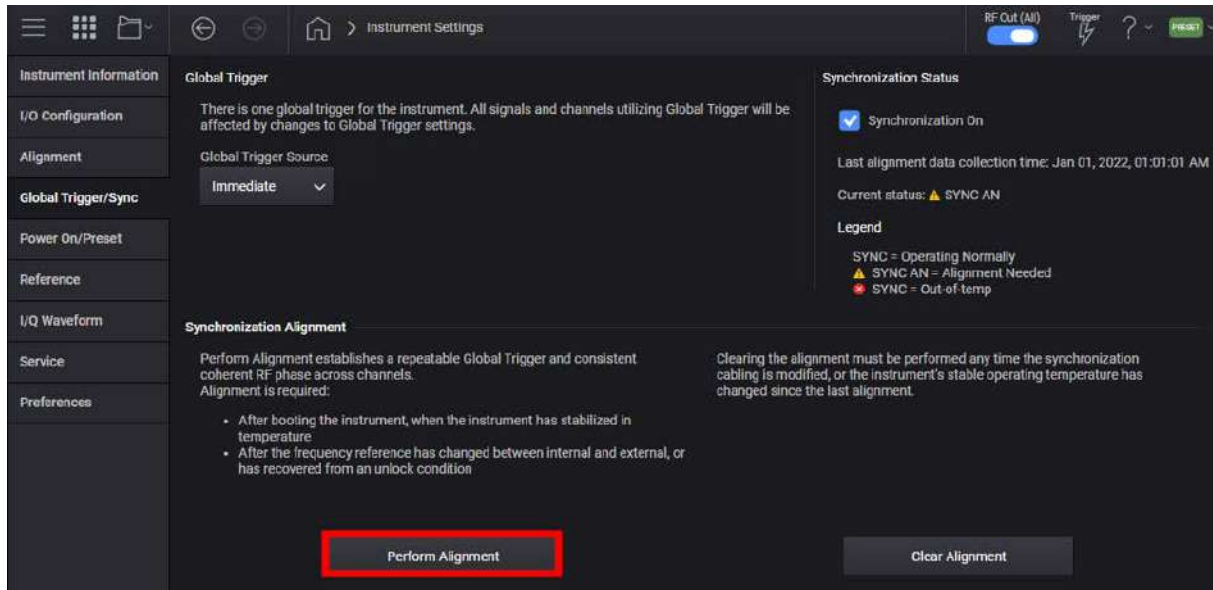 Instrument Settings
RF Out (All)
Trigger
?
PRESET
Instrument Information
I/O Configuration
Alignment
Global Trigger/Sync
Power On/Preset
Reference
I/Q Waveform
Service
Preferences
Global Trigger
There is one global trigger for the instrument. All signals and channels utilizing Global Trigger will be
affected by changes to Global Trigger settings.
Global Trigger Source
Immediate
Synchronization Status
Synchronization On
Last alignment data collection time: Jan 01, 2022, 01:01:01 AM
Current status: ⚠ SYNC AN
Legend
SYNC = Operating Normally
⚠ SYNC AN = Alignment Needed
SYNC = Out-of-temp
Synchronization Alignment
Perform Alignment establishes a repeatable Global Trigger and consistent
coherent RF phase across channels.
Alignment is required:
• After booting the instrument, when the instrument has stabilized in
temperature
• After the frequency reference has changed between internal and external, or
has recovered from an unlock condition
Clearing the alignment must be performed any time the synchronization
cabling is modified, or the instrument's stable operating temperature has
changed since the last alignment.
Perform Alignment
Clear Alignment